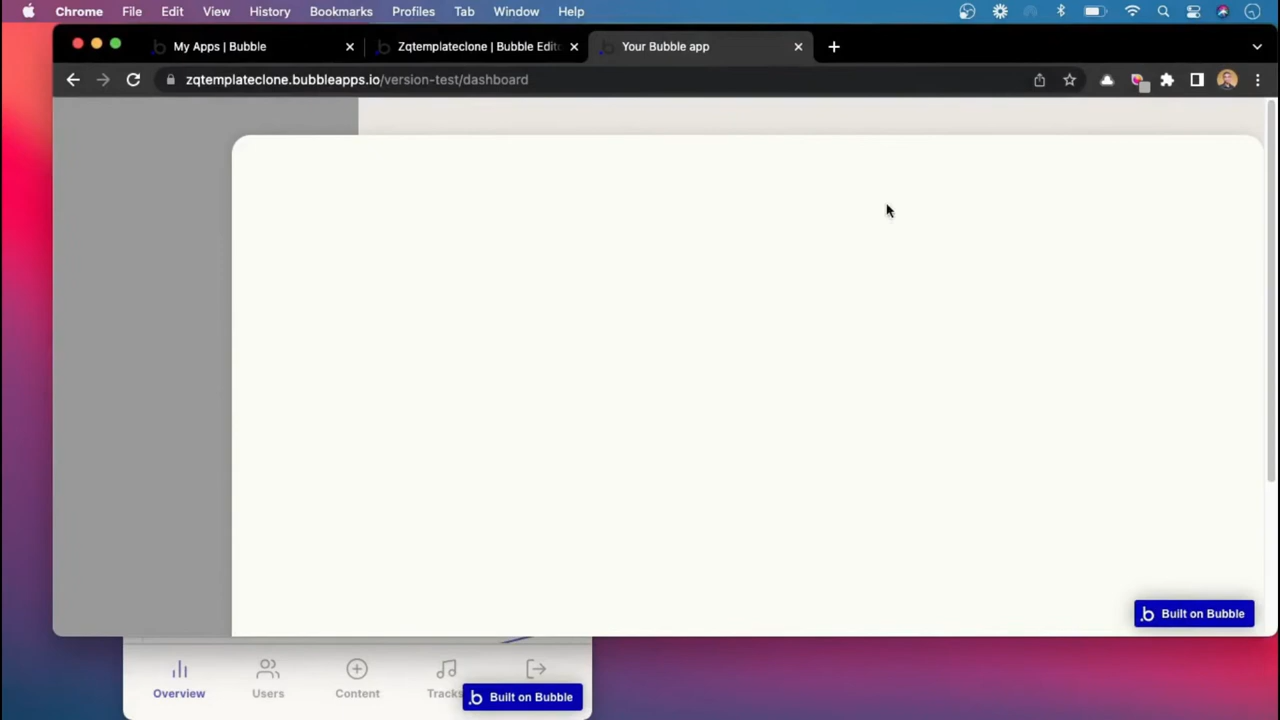 Chrome File Edit View History Bookmarks Profiles Tab Window Help
My Apps | Bubble
Zqtemplateclone | Bubble Edito
Your Bubble app
zqtemplateclone.bubbleapps.io/version-test/dashboard
Built on Bubble
Overview Users Content Tracks
Built on Bubble